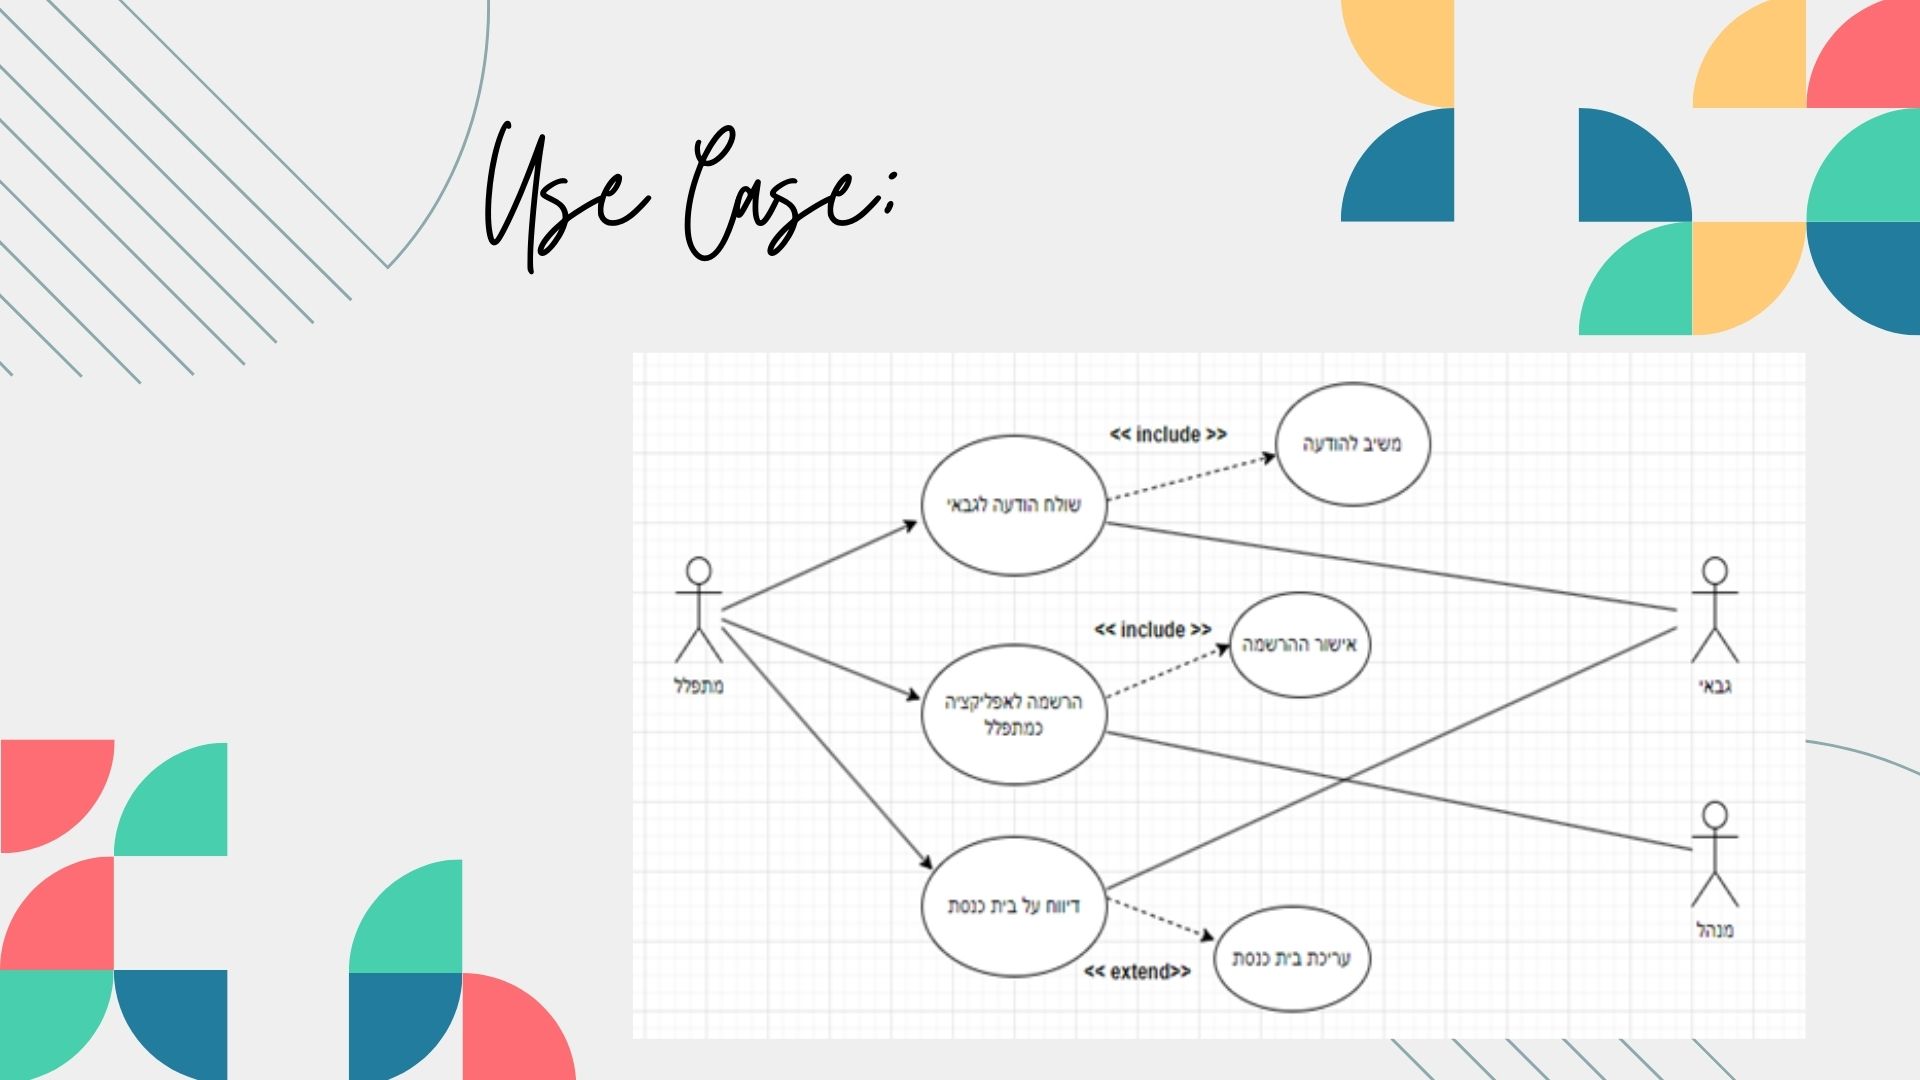 Use Case:
<< include >>
משיב להודעה
שולח הודעה לגבאי
<< include >>
אישור ההרשמה
מתפלל
גבאי
הרשמה לאפליקציה
כמתפלל
דיווח על בית כנסת
מנהל
עריכת בית כנסת
<< extend>>